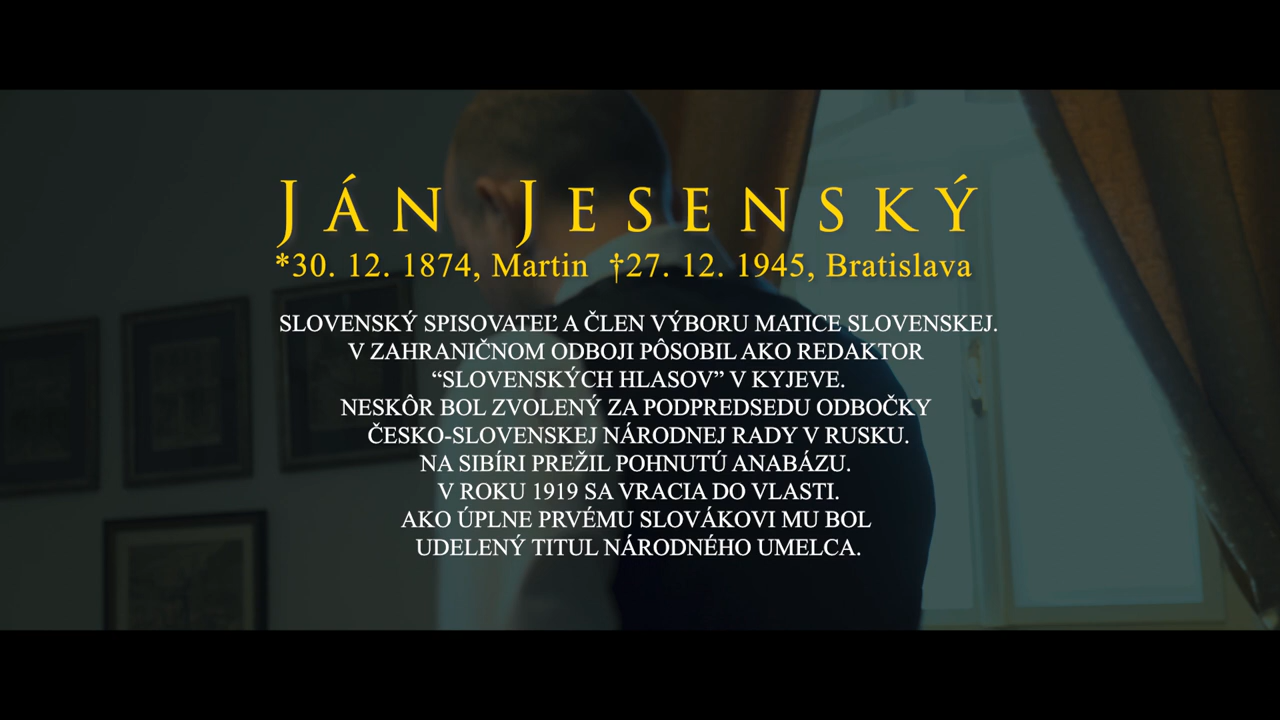 JÁN JESENSKÝ
*30. 12. 1874, Martin †27. 12. 1945, Bratislava
SLOVENSKÝ SPISOVATEĽ A ČLEN VÝBORU MATICE SLOVENSKEJ.
V ZAHRANIČNOM ODBOJI PÔSOBIL AKO REDAKTOR
“SLOVENSKÝCH HLASOV” V KYJEVE.
NESKÔR BOL ZVOLENÝ ZA PODPREDSEDU ODBOČKY
ČESKO-SLOVENSKEJ NÁRODNEJ RADY V RUSKU.
NA SIBÍRI PREŽIL POHNUTÚ ANABÁZU.
V ROKU 1919 SA VRACIA DO VLASTI.
AKO ÚPLNE PRVÉMU SLOVÁKOVI MU BOL
UDELENÝ TITUL NÁRODNÉHO UMELCA.